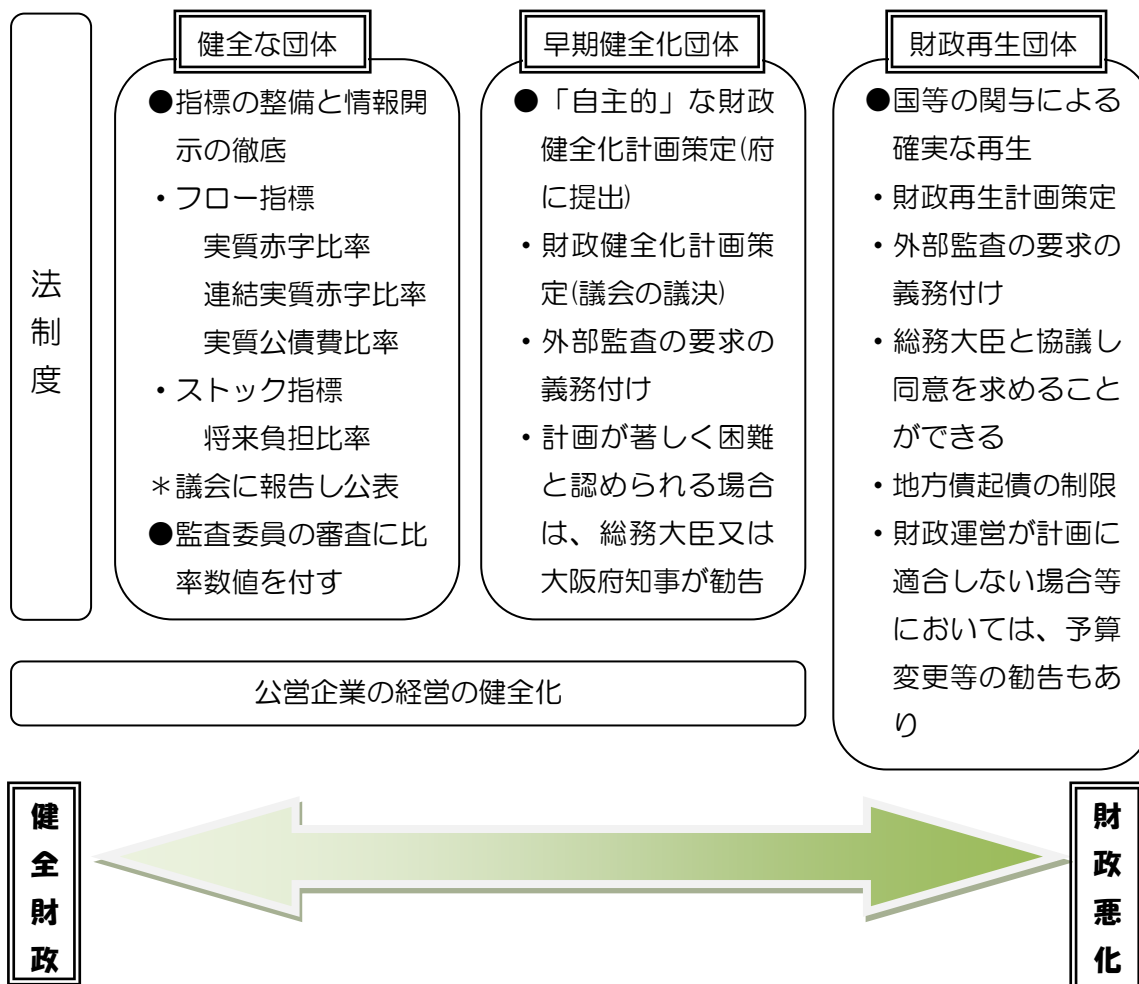 法制度
健全な団体
●指標の整備と情報開
示の徹底
・フロー指標
実質赤字比率
連結実質赤字比率
実質公債費比率
・ストック指標
将来負担比率
＊議会に報告し公表
●監査委員の審査に比
率数値を付す
早期健全化団体
●「自主的」な財政
健全化計画策定(府
に提出)
・財政健全化計画策
定(議会の議決)
・外部監査の要求の
義務付け
・計画が著しく困難
と認められる場合
は、総務大臣又は
大阪府知事が勧告
財政再生団体
●国等の関与による
確実な再生
・財政再生計画策定
・外部監査の要求の
義務付け
・総務大臣と協議し
同意を求めること
ができる
・地方債起債の制限
・財政運営が計画に
適合しない場合等
においては、予算
変更等の勧告もあ
り
公営企業の経営の健全化
健全財政
財政悪化